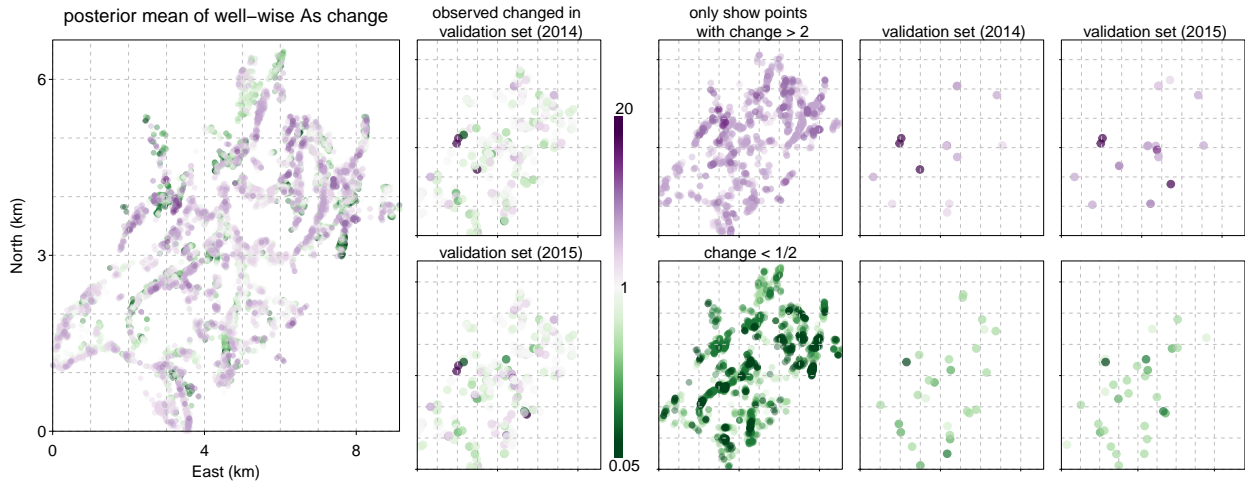 posterior mean of well−wise As change
North (km)
6
3
0
0
4
8
East (km)
observed changed in
validation set (2014)
validation set (2015)
20
1
0.05
only show points
with change > 2
validation set (2014)
validation set (2015)
change < 1/2